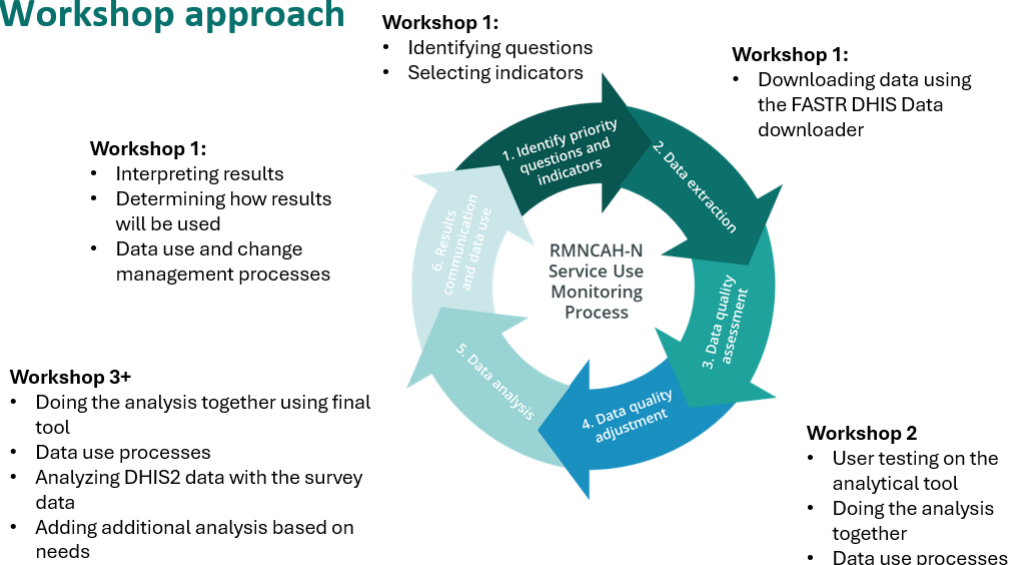 Workshop approach
Workshop 1:
• Identifying questions
• Selecting indicators
Workshop 1:
• Downloading data using
the FASTR DHIS Data
downloader
Workshop 1:
• Interpreting results
• Determining how results
will be used
• Data use and change
management processes
1. Identify priority
questions and
indicators
2. Data extraction
3. Data quality
assessment
4. Data quality
adjustment
5. Data analysis
6. Results
communication
and data use
RMNCAH-N
Service Use
Monitoring
Process
Workshop 3+
• Doing the analysis together using final
tool
• Data use processes
• Analyzing DHIS2 data with the survey
data
• Adding additional analysis based on
needs
Workshop 2
• User testing on the
analytical tool
• Doing the analysis
together
• Data use processes